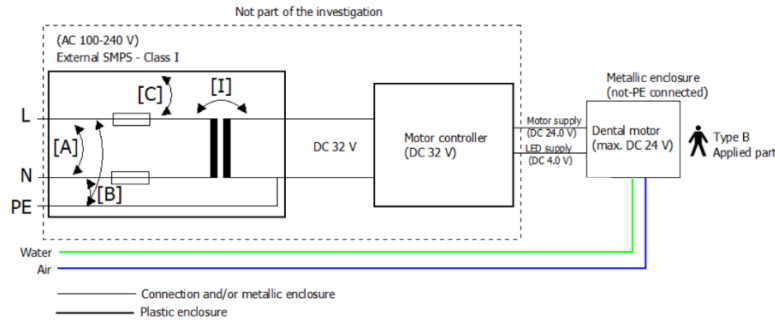 Not part of the investigation
(AC 100-240 V)
External SMPS - Class I
[C]
[I]
L
[A]
N
[B]
PE
DC 32 V
Motor controller
(DC 32 V)
Motor supply
(DC 24.0 V)
LED supply
(DC 4.0 V)
Metallic enclosure
(not-PE connected)
Dental motor
(max. DC 24 V)
Type B
Applied part
Water
Air
Connection and/or metallic enclosure
Plastic enclosure